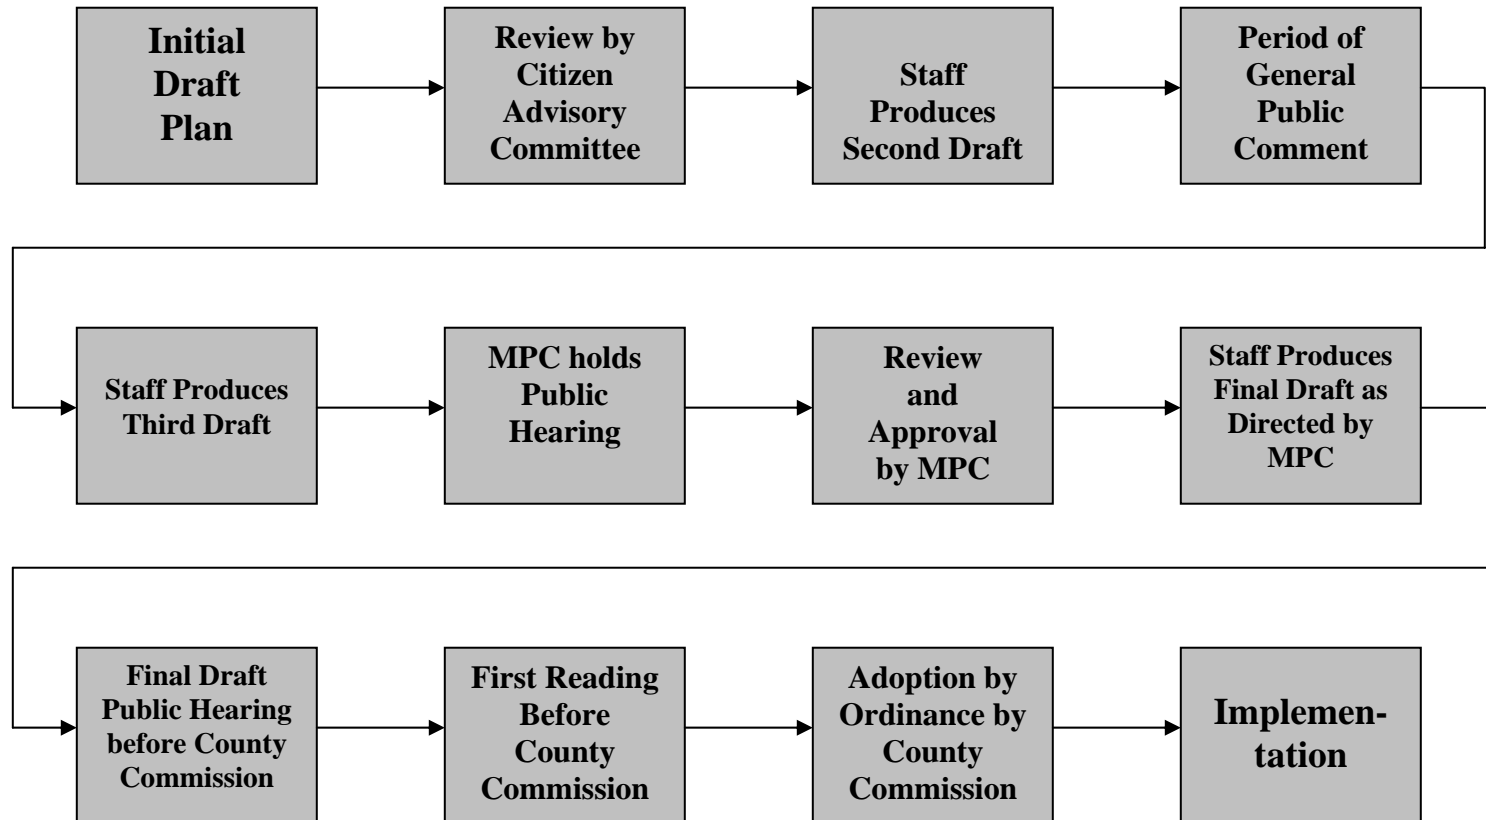 Initial
Draft
Plan
Review by
Citizen
Advisory
Committee
Staff
Produces
Second Draft
Period of
General
Public
Comment
Staff Produces
Third Draft
MPC holds
Public
Hearing
Review
and
Approval
by MPC
Staff Produces
Final Draft as
Directed by
MPC
Final Draft
Public Hearing
before County
Commission
First Reading
Before
County
Commission
Adoption by
Ordinance by
County
Commission
Implemen-
tation